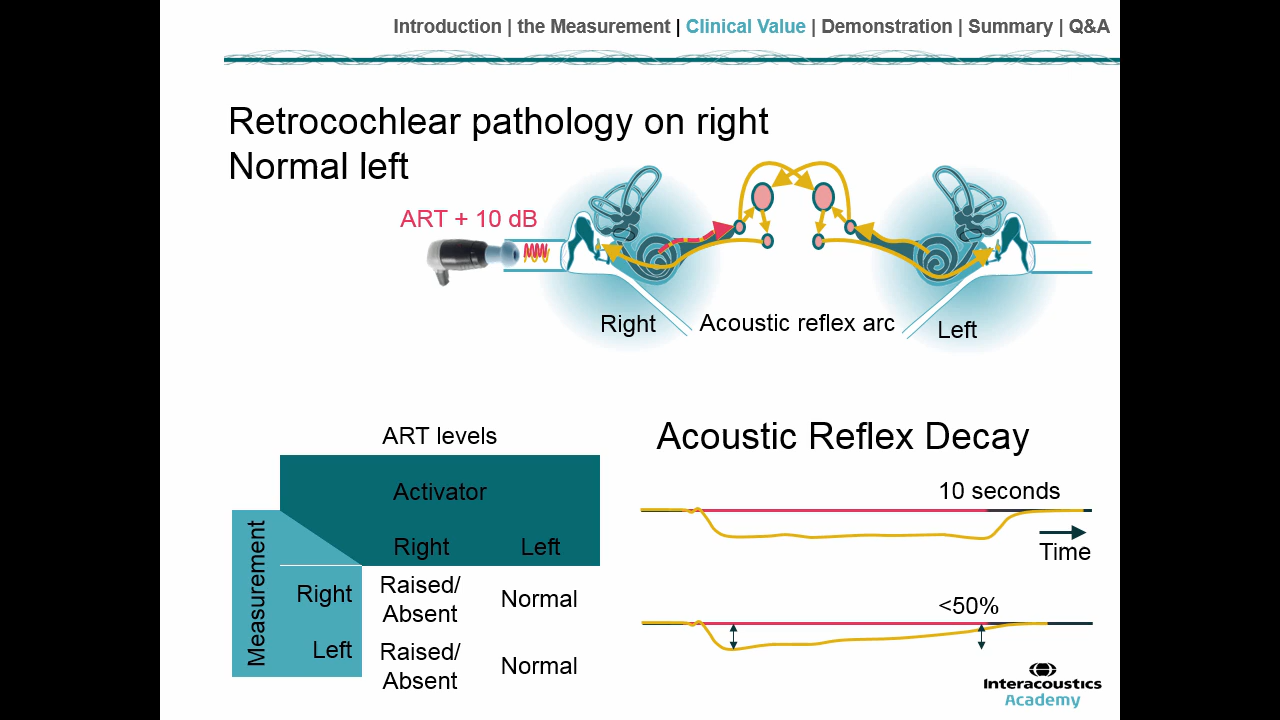 Introduction | the Measurement | Clinical Value | Demonstration | Summary | Q&A
Retrocochlear pathology on right
Normal left
ART + 10 dB
Right
Acoustic reflex arc
Left
ART levels
Activator
Right Left
Measurement
Right
Raised/
Absent
Normal
Left
Raised/
Absent
Normal
Acoustic Reflex Decay
10 seconds
Time
<50%
Interacoustics
Academy